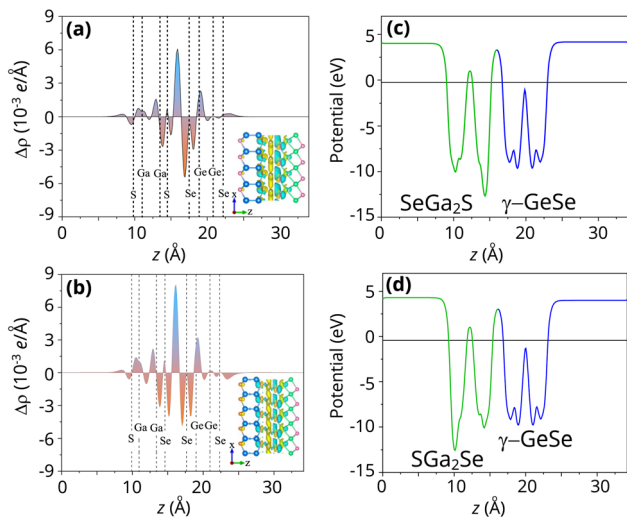 (a)
9
6
3
0
-3
-6
-9
Δρ (10⁻³ e/Å)
Ga Ga Ge Ge
S S Se Se
x
z
0 10 20 30
z (Å)
(b)
9
6
3
0
-3
-6
-9
Δρ (10⁻³ e/Å)
Ga Ga Ge Ge
S Se Se Se
x
z
0 10 20 30
z (Å)
(c)
5
0
-5
-10
-15
Potential (eV)
SeGa₂S γ−GeSe
0 10 20 30
z (Å)
(d)
5
0
-5
-10
-15
Potential (eV)
SGa₂Se γ−GeSe
0 10 20 30
z (Å)